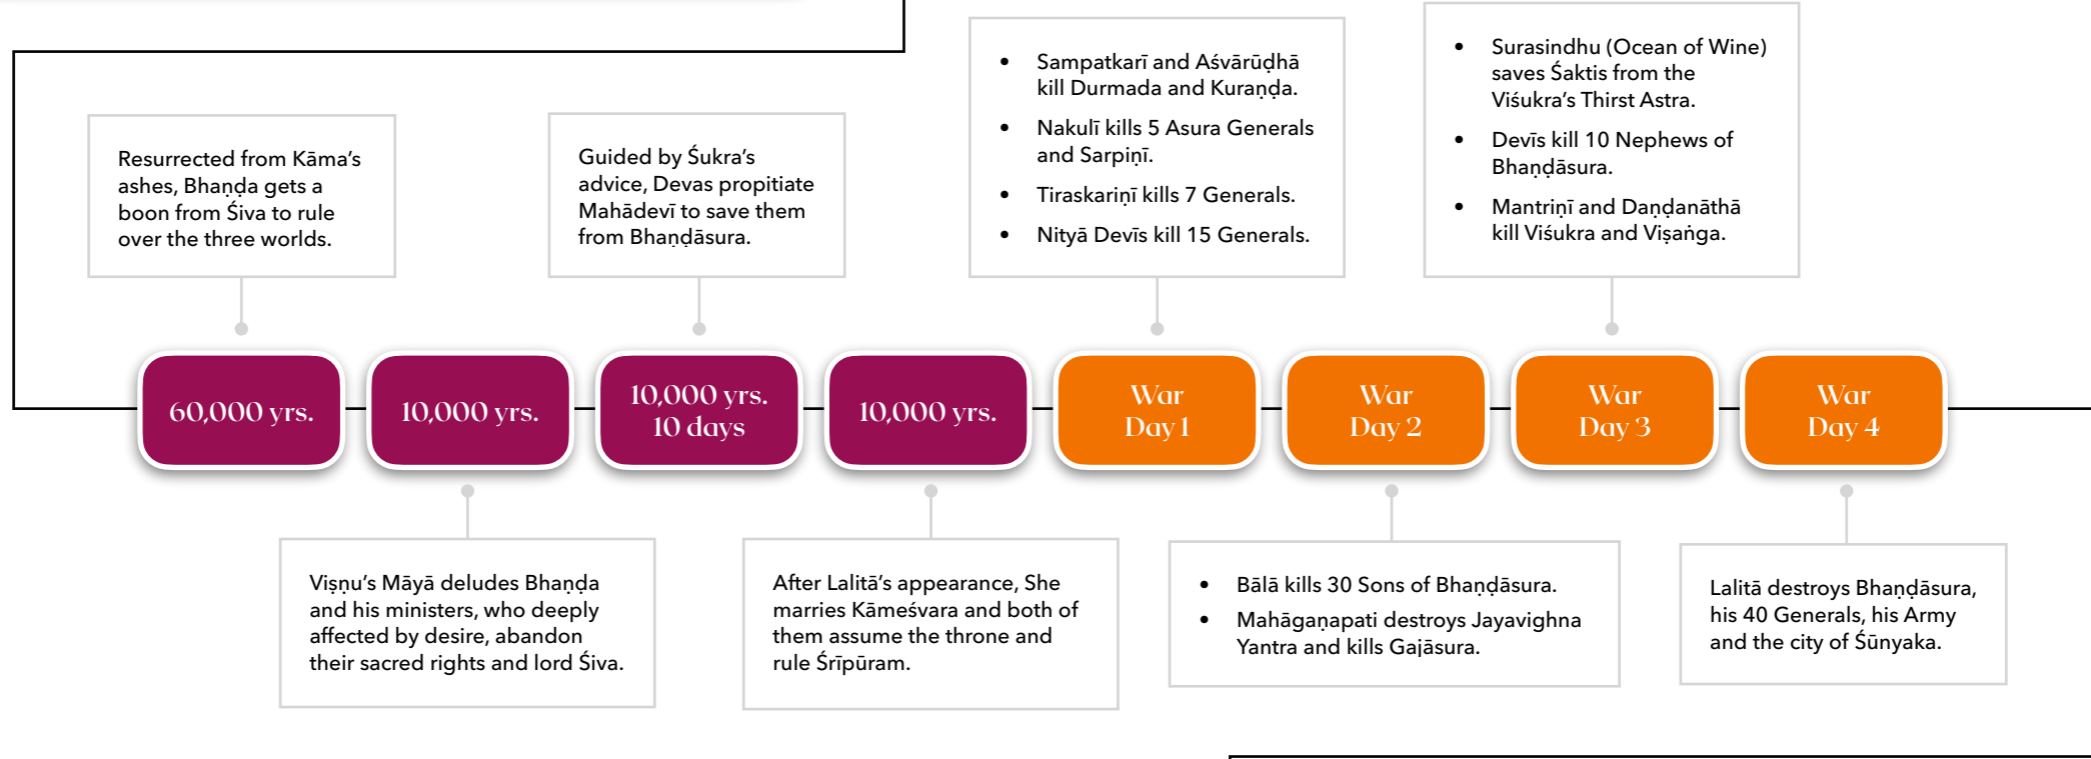 Resurrected from Kāma's
ashes, Bhaṇḍa gets a
boon from Śiva to rule
over the three worlds.
Guided by Śukra's
advice, Devas propitiate
Mahādevī to save them
from Bhaṇḍāsura.
• Sampatkarī and Aśvārūḍhā
kill Durmada and Kuraṇḍa.
• Nakulī kills 5 Asura Generals
and Sarpiṇī.
• Tiraskariṇī kills 7 Generals.
• Nityā Devīs kill 15 Generals.
• Surasindhu (Ocean of Wine)
saves Śaktis from the
Viśukra's Thirst Astra.
• Devīs kill 10 Nephews of
Bhaṇḍāsura.
• Mantriṇī and Daṇḍanāthā
kill Viśukra and Viṣaṅga.
60,000 yrs.
10,000 yrs.
10,000 yrs.
10 days
10,000 yrs.
War
Day 1
War
Day 2
War
Day 3
War
Day 4
Viṣṇu's Māyā deludes Bhaṇḍa
and his ministers, who deeply
affected by desire, abandon
their sacred rights and lord Śiva.
After Lalitā's appearance, She
marries Kāmeśvara and both of
them assume the throne and
rule Śrīpūram.
• Bālā kills 30 Sons of Bhaṇḍāsura.
• Mahāgaṇapati destroys Jayavighna
Yantra and kills Gajāsura.
Lalitā destroys Bhaṇḍāsura,
his 40 Generals, his Army
and the city of Śūnyaka.